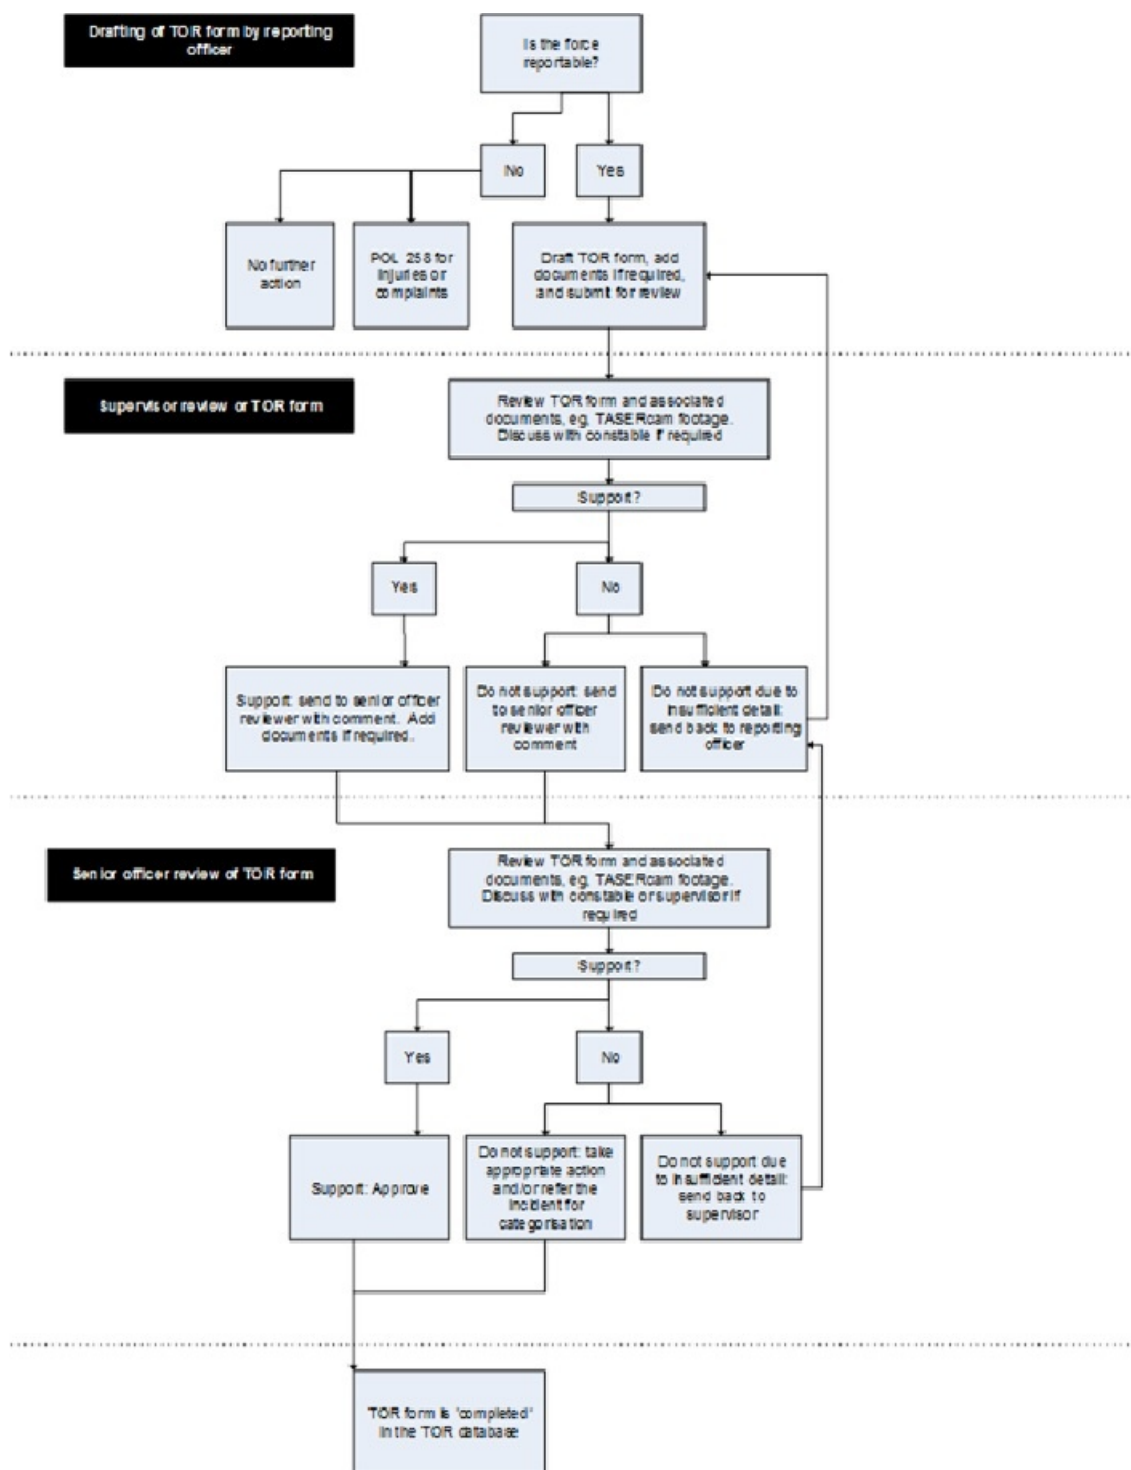 Drafting of TOR form by reporting
officer
Is the force
reportable?
No
Yes
No further
action
POL 258 for
injuries or
complaints
Draft TOR form, add
documents if required,
and submit for review
Supervisor review of TOR form
Review TOR form and associated
documents, eg. TASERcam footage.
Discuss with constable if required
Support?
Yes
No
Support: send to senior officer
reviewer with comment. Add
documents if required.
Do not support: send
to senior officer
reviewer with
comment
Do not support due to
insufficient detail:
send back to reporting
officer
Senior officer review of TOR form
Review TOR form and associated
documents, eg. TASERcam footage.
Discuss with constable or supervisor if
required
Support?
Yes
No
Support: Approve
Do not support: take
appropriate action
and/or refer the
incident for
categorisation
Do not support due
to insufficient detail:
send back to
supervisor
TOR form is 'completed'
in the TOR database